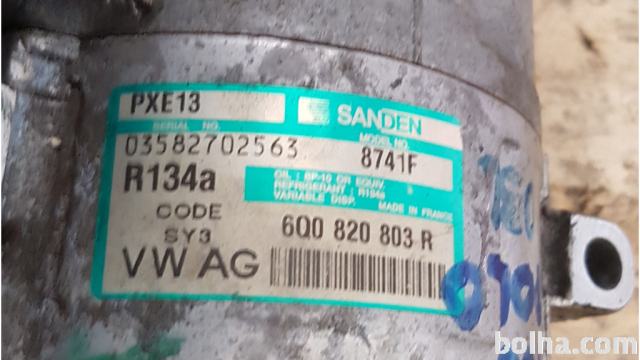 PXE13
SANDEN
SERIAL NO.
MODEL NO.
03582702563
8741F
R134a
OIL : SP-10 OR EQUIV.
REFRIGERANT : R134a
VARIABLE DISP. MADE IN FRANCE
CODE
SY3
6Q0 820 803 R
VW AG
bolha.com